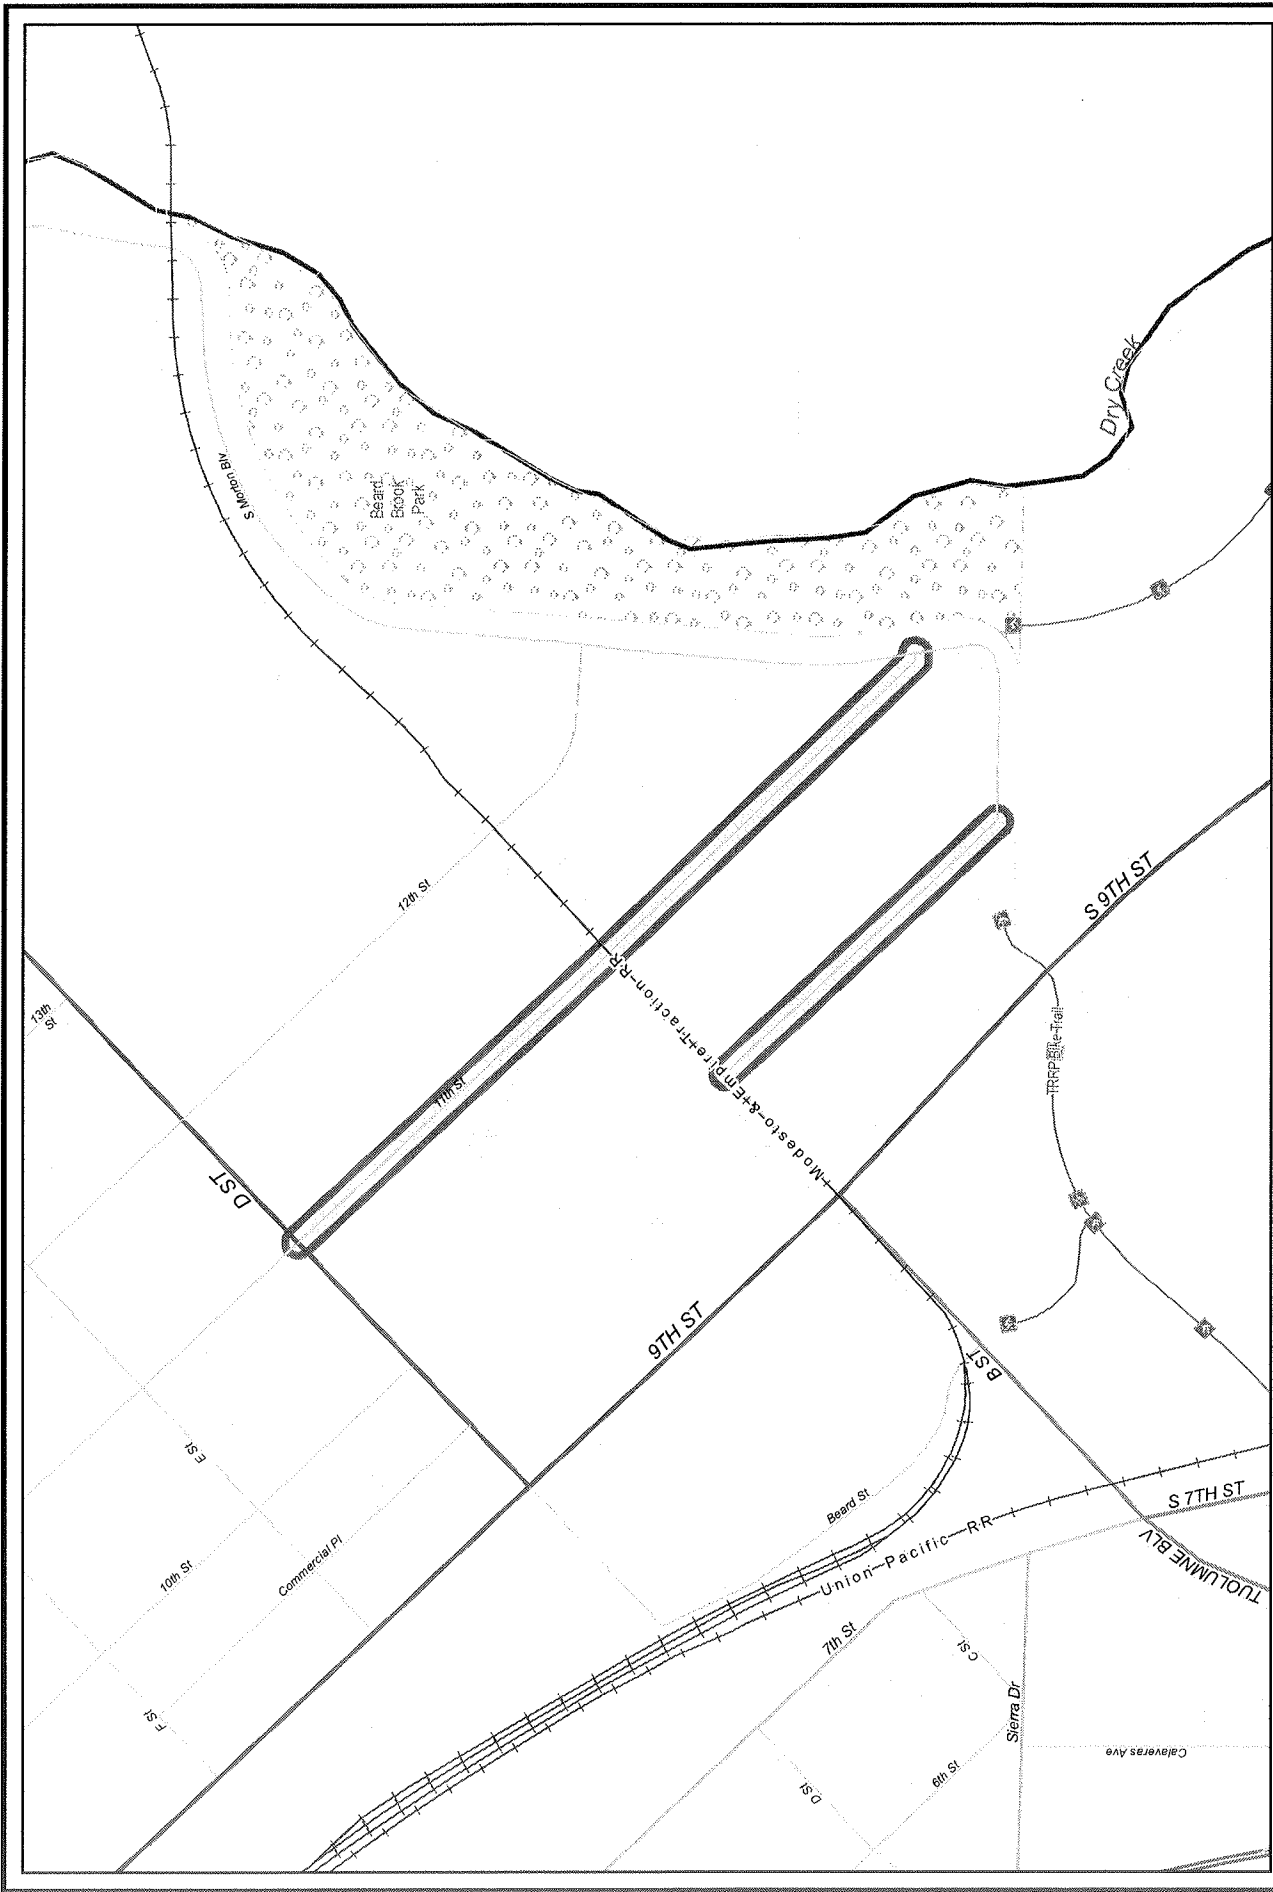 Dry Creek
S Morton Blv
Beard
Brook
Park
12th St
S 9TH ST
13th
St
Modesto-&-Empire-Traction-RR
TRRP Bike Trail
11th St
D ST
9TH ST
B ST
E St
Beard St
S 7TH ST
Union-Pacific-RR
TUOLUMNE BLV
10th St
Commercial Pl
7th St
C St
F St
Sierra Dr
D St
6th St
Calaveras Ave